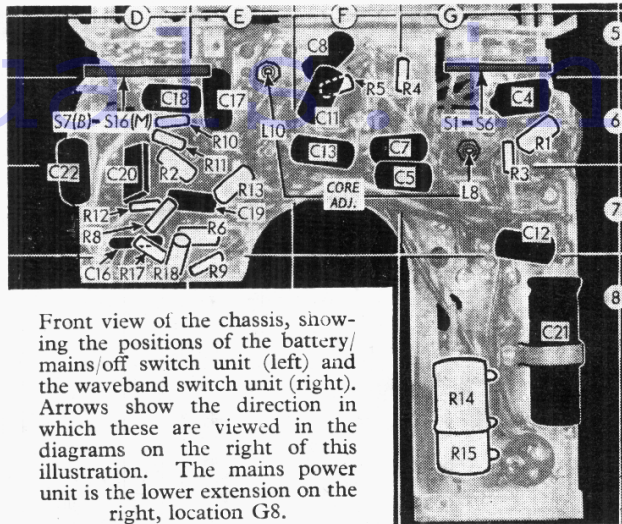 D E F G
5
C8
C18 C17 R5 R4 C4
S7(B)–S16(M) L10 C11 S1–S6
6
R10 R1
R11 C13 C7
C22 C20 R2 R3
R13 C5
CORE
ADJ.
L8
R12 C19
7
R8 R6 C12
C16 R17 R18 R9
8
C21
Front view of the chassis, show-
ing the positions of the battery/
mains/off switch unit (left) and
the waveband switch unit (right).
Arrows show the direction in
which these are viewed in the
diagrams on the right of this
illustration. The mains power
unit is the lower extension on the
right, location G8.
R14
R15